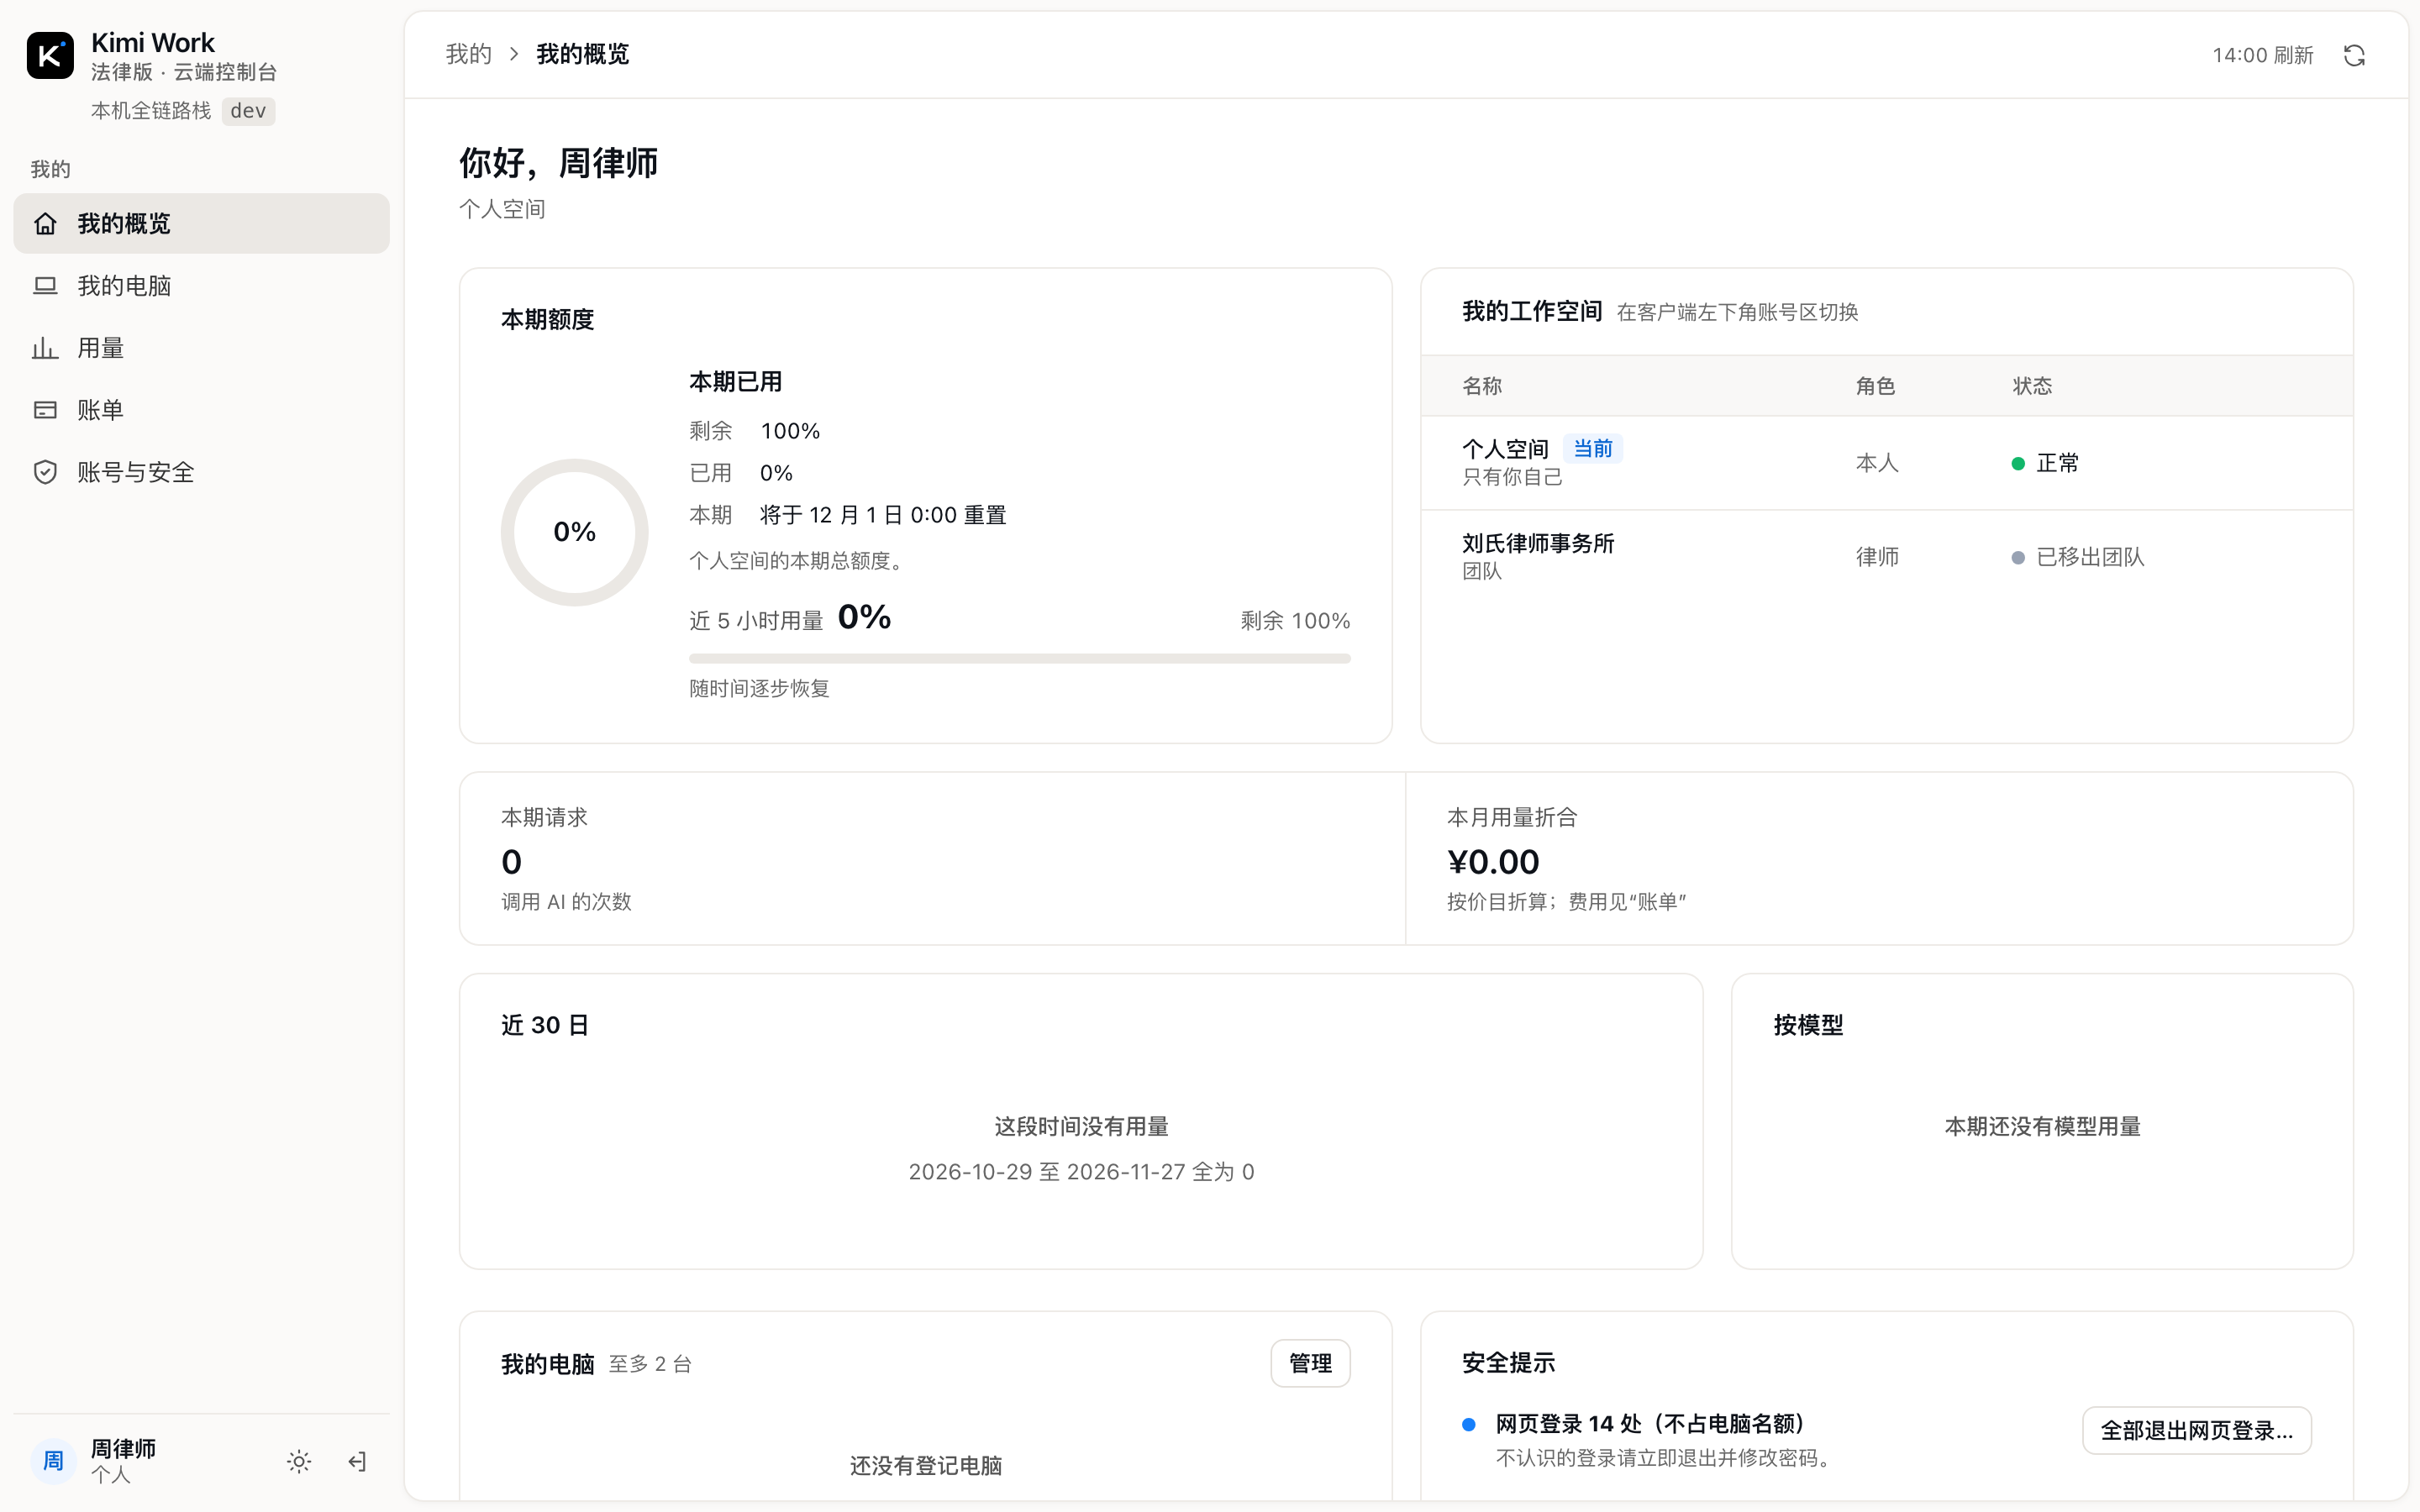 Kimi Work
法律版 · 云端控制台
本机全链路栈 dev
我的
我的概览
我的电脑
用量
账单
账号与安全
周
周律师
个人
我的 > 我的概览
14:00 刷新
你好，周律师
个人空间
本期额度
0%
本期已用
剩余 100%
已用 0%
本期 将于 12 月 1 日 0:00 重置
个人空间的本期总额度。
近 5 小时用量 0% 剩余 100%
随时间逐步恢复
我的工作空间 在客户端左下角账号区切换
名称 角色 状态
个人空间 当前 本人 正常
只有你自己
刘氏律师事务所 律师 已移出团队
团队
本期请求
0
调用 AI 的次数
本月用量折合
¥0.00
按价目折算；费用见“账单”
近 30 日
这段时间没有用量
2026-10-29 至 2026-11-27 全为 0
按模型
本期还没有模型用量
我的电脑 至多 2 台 管理
还没有登记电脑
安全提示
网页登录 14 处（不占电脑名额）
不认识的登录请立即退出并修改密码。
全部退出网页登录...